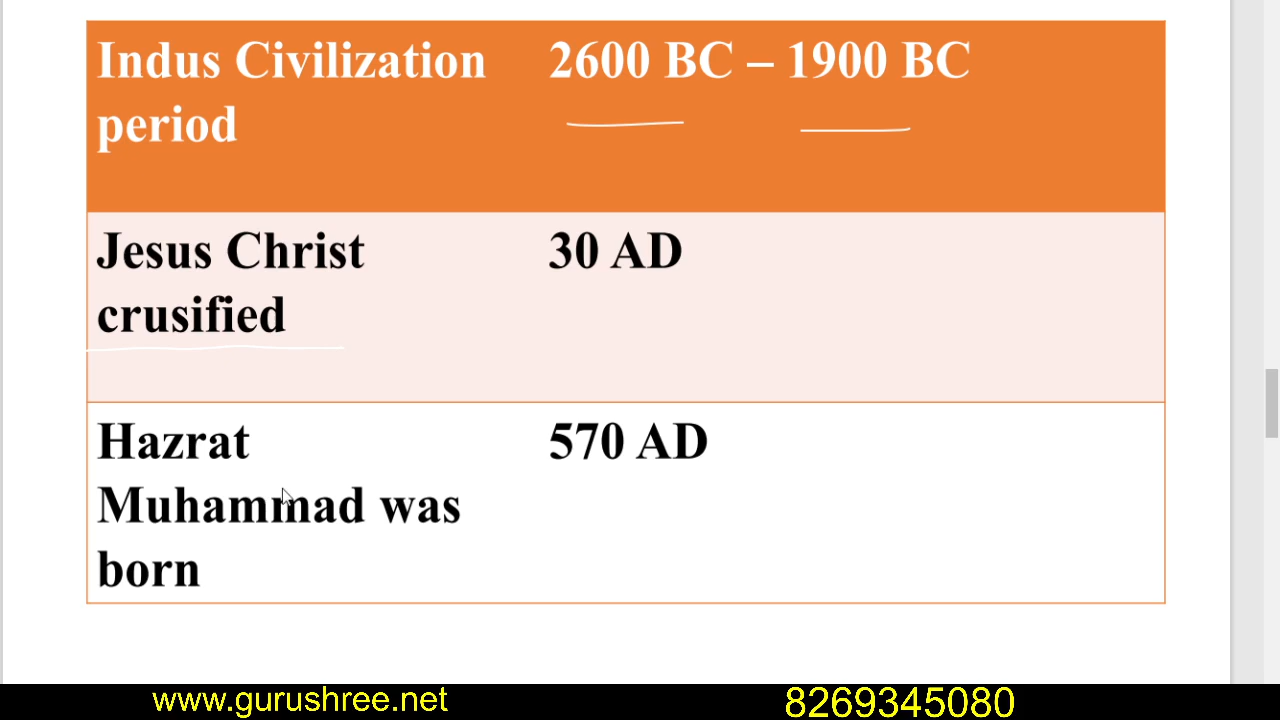 Indus Civilization 2600 BC – 1900 BC
period
Jesus Christ 30 AD
crusified
Hazrat 570 AD
Muhammad was
born
www.gurushree.net 8269345080